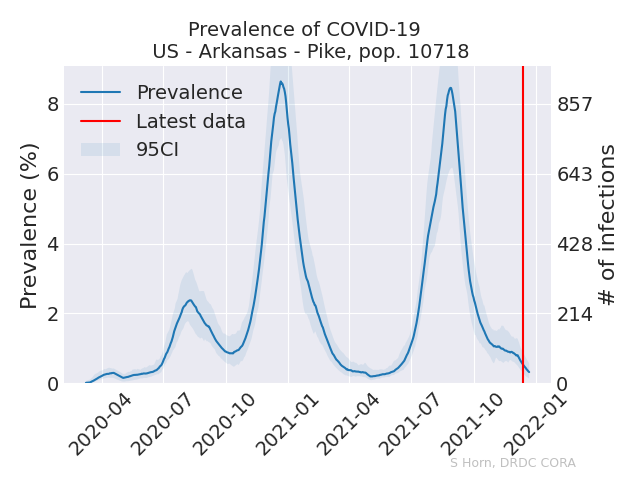 Prevalence of COVID-19
US - Arkansas - Pike, pop. 10718
Prevalence
Latest data
95CI
Prevalence (%)
8
6
4
2
0
# of infections
857
643
428
214
0
2020-04
2020-07
2020-10
2021-01
2021-04
2021-07
2021-10
2022-01
S Horn, DRDC CORA